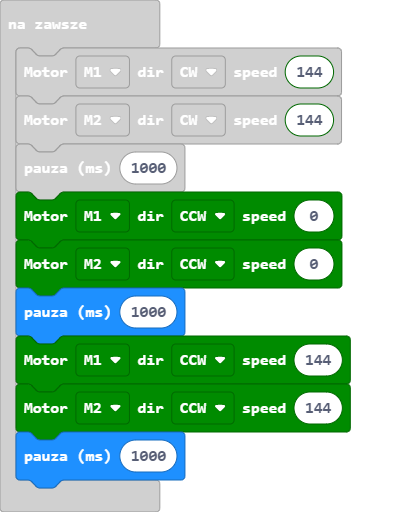 na zawsze
Motor M1 dir CW speed 144
Motor M2 dir CW speed 144
pauza (ms) 1000
Motor M1 dir CCW speed 0
Motor M2 dir CCW speed 0
pauza (ms) 1000
Motor M1 dir CCW speed 144
Motor M2 dir CCW speed 144
pauza (ms) 1000